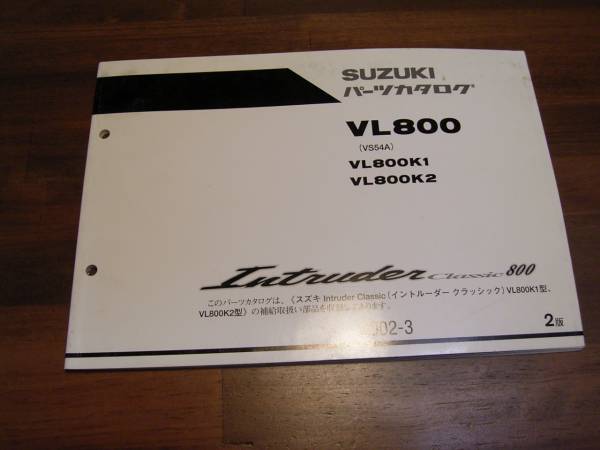 SUZUKI
パーツカタログ
VL800
(VS54A)
VL800K1
VL800K2
Intruder Classic 800
このパーツカタログは、《スズキ Intruder Classic(イントルーダー クラッシック)VL800K1型、
VL800K2型》の補給取扱い部品を収録してあります。
002-3
2版